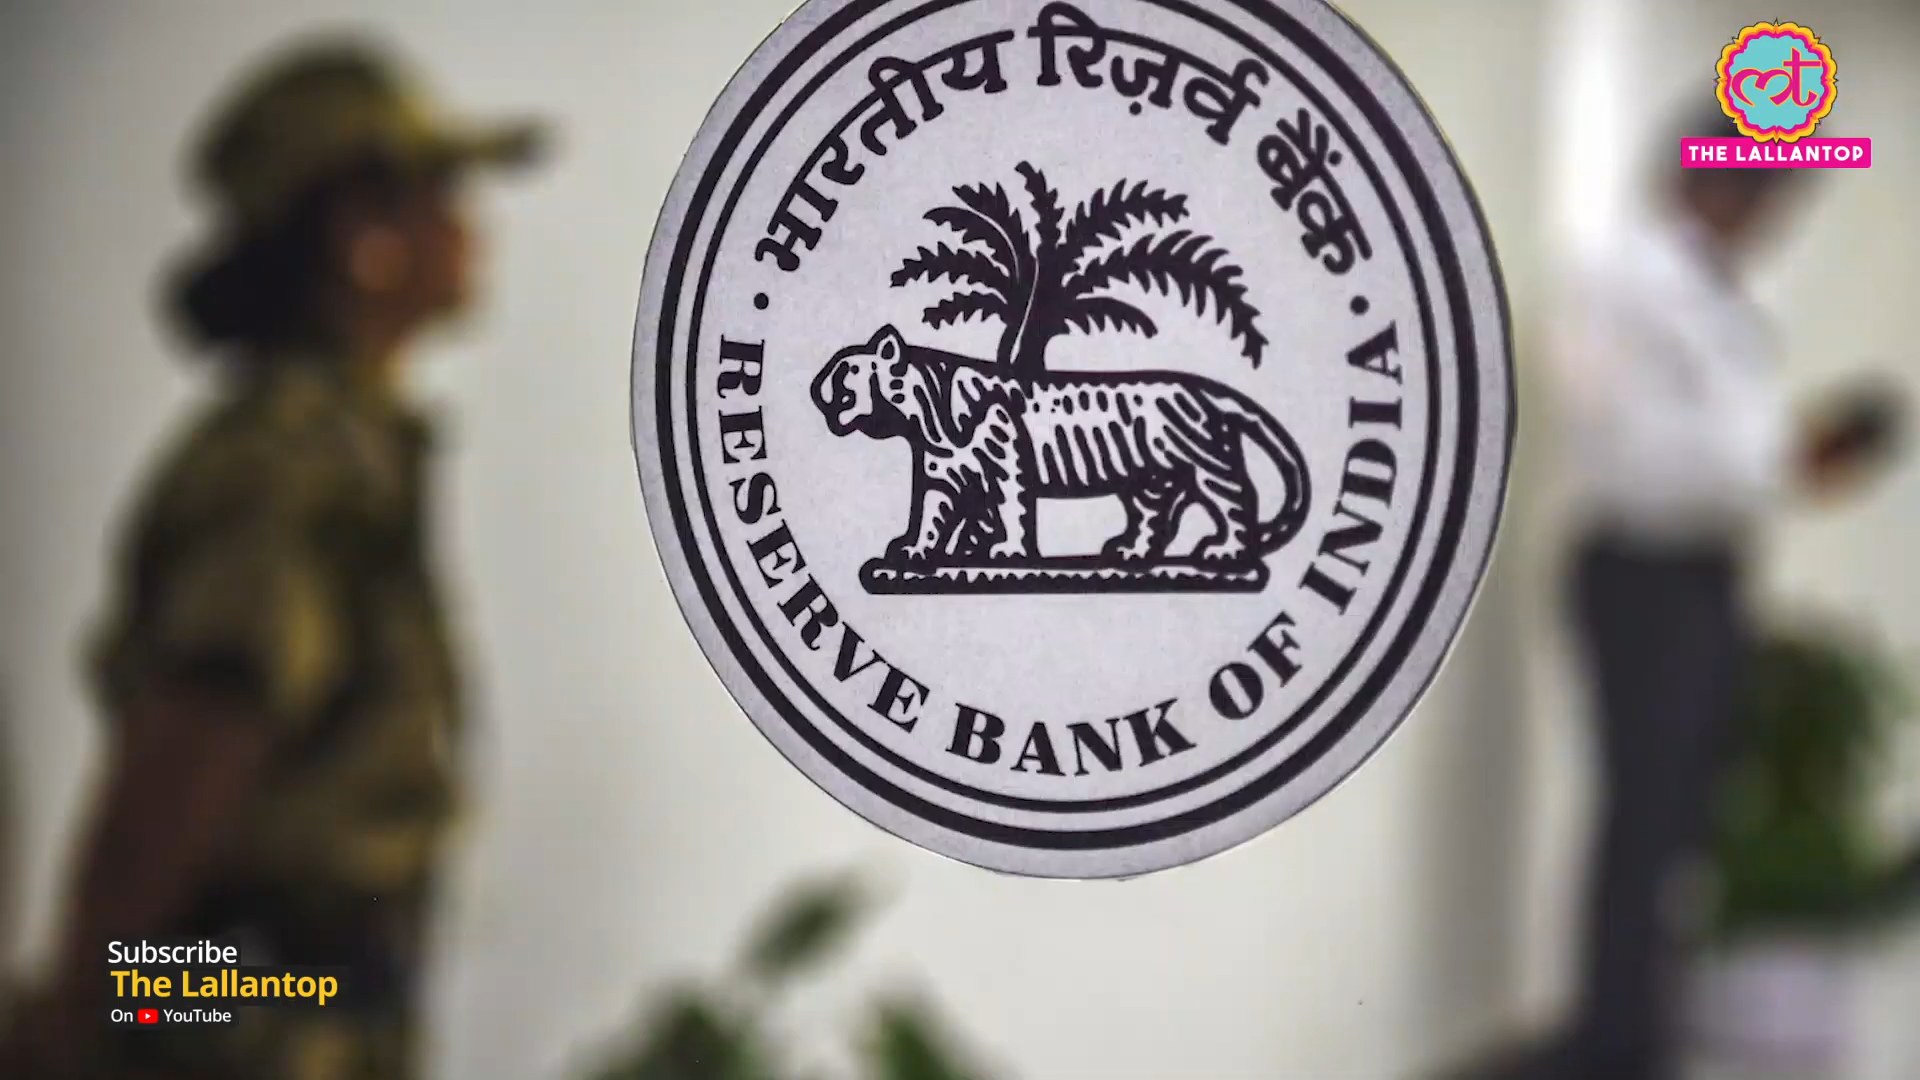 भारतीय रिज़र्व बैंक
RESERVE BANK OF INDIA
THE LALLANTOP
Subscribe
The Lallantop
On YouTube